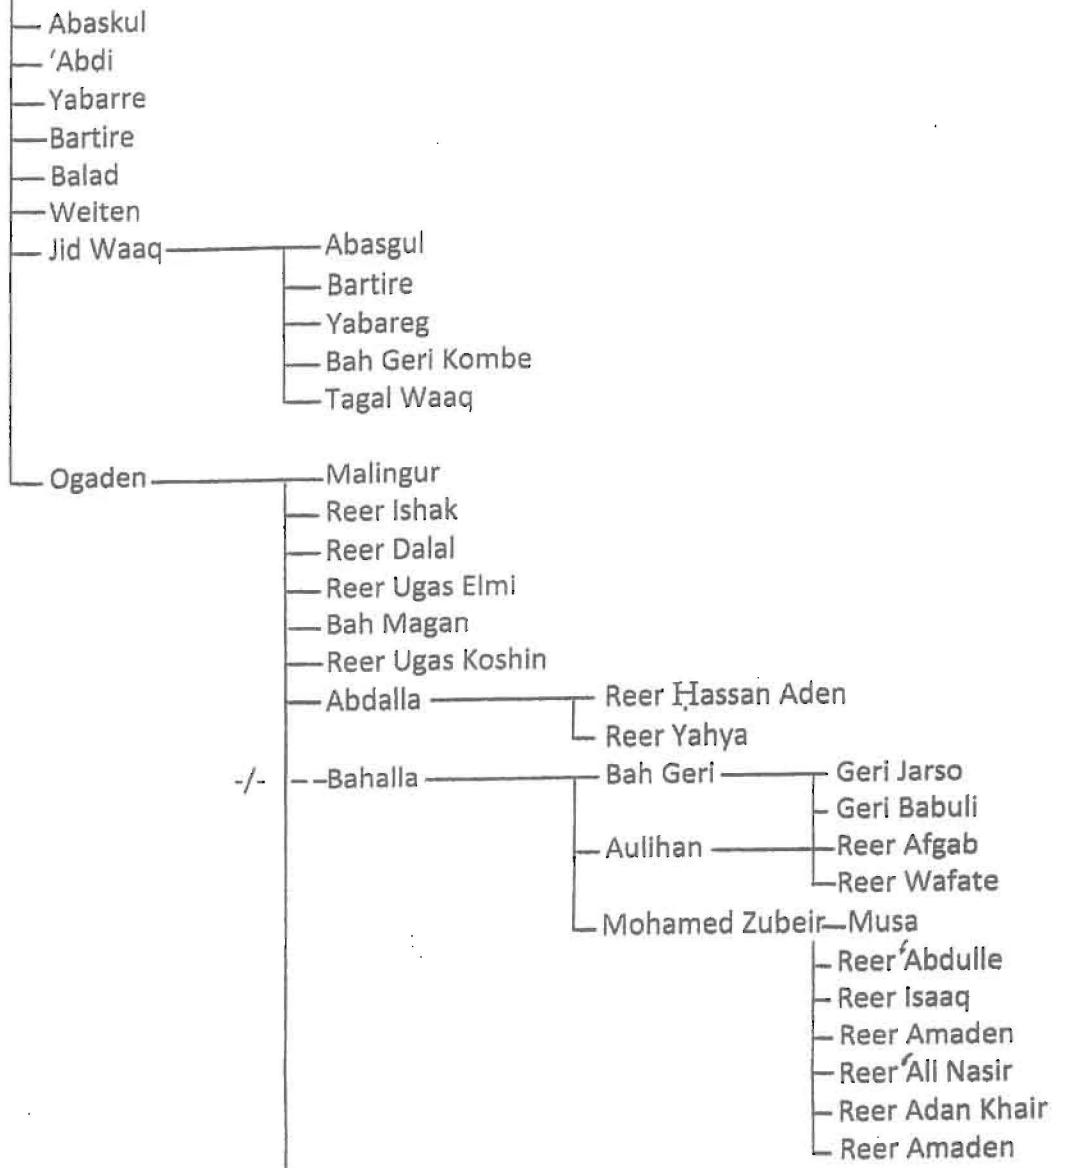 Abaskul
‘Abdi
Yabarre
Bartire
Balad
Weiten
Jid Waaq Abasgul
Bartire
Yabareg
Bah Geri Kombe
Tagal Waaq
Ogaden Malingur
Reer Ishak
Reer Dalal
Reer Ugas Elmi
Bah Magan
Reer Ugas Koshin
Abdalla Reer Ḥassan Aden
Reer Yahya
-/- Bahalla Bah Geri Geri Jarso
Geri Babuli
Aulihan Reer Afgab
Reer Wafate
Mohamed Zubeir Musa
Reer ‘Abdulle
Reer Isaaq
Reer Amaden
Reer ‘Ali Nasir
Reer Adan Khair
Reer Amaden